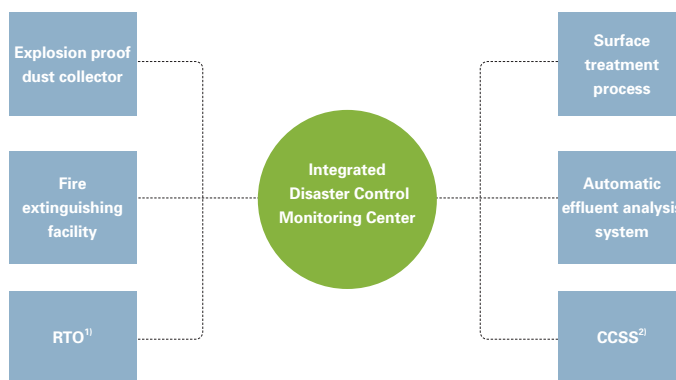 Explosion proof
dust collector
Fire
extinguishing
facility
RTO1)
Integrated
Disaster Control
Monitoring Center
Surface
treatment
process
Automatic
effluent analysis
system
CCSS2)